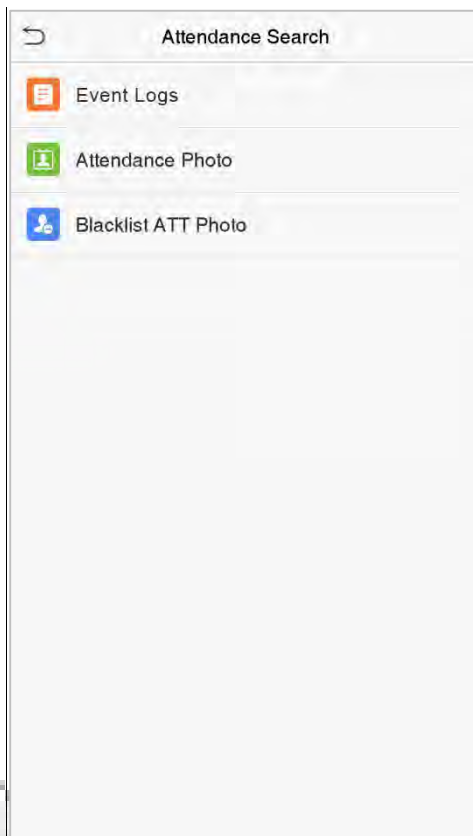 Attendance Search
Event Logs
Attendance Photo
Blacklist ATT Photo